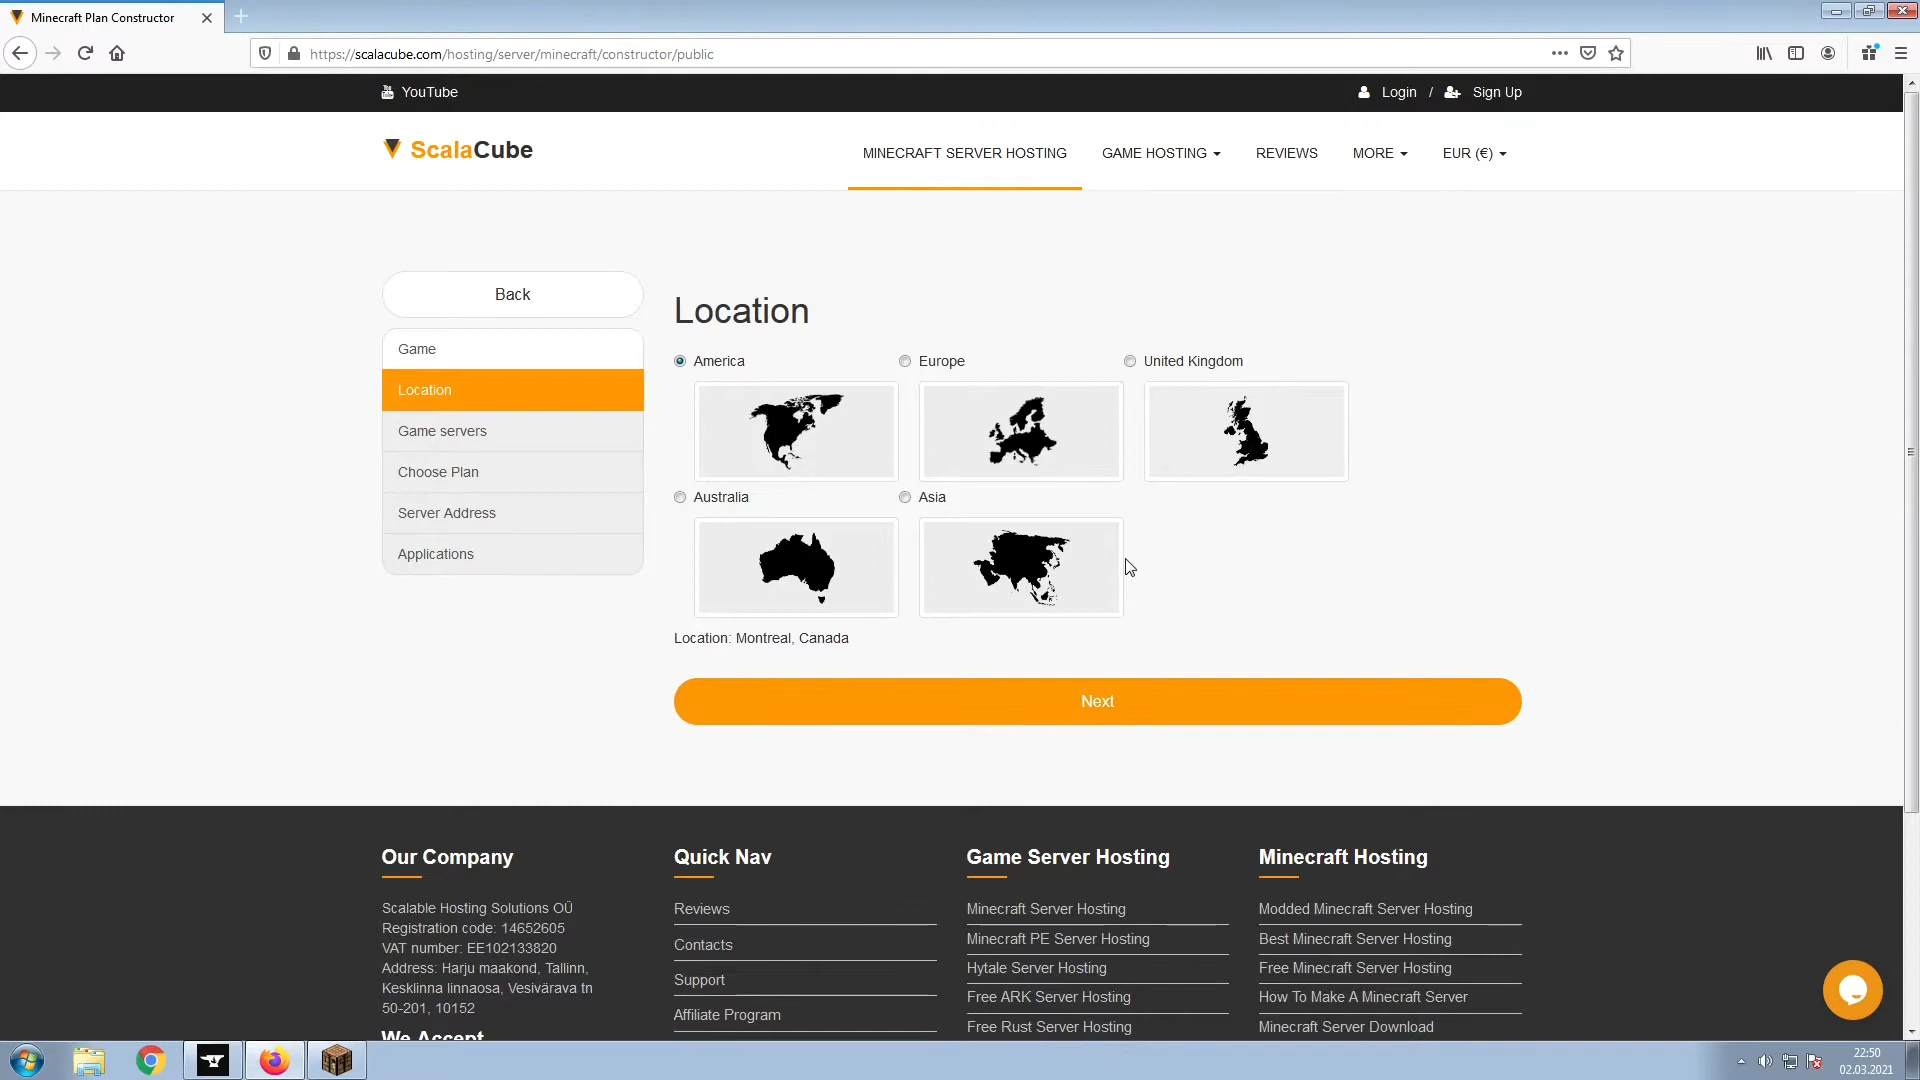 Minecraft Plan Constructor
https://scalacube.com/hosting/server/minecraft/constructor/public
YouTube
Login / Sign Up
ScalaCube
MINECRAFT SERVER HOSTING
GAME HOSTING
REVIEWS
MORE
EUR (€)
Back
Game
Location
Game servers
Choose Plan
Server Address
Applications
Location
America
Europe
United Kingdom
Australia
Asia
Location: Montreal, Canada
Next
Our Company
Scalable Hosting Solutions OÜ
Registration code: 14652605
VAT number: EE102133820
Address: Harju maakond, Tallinn,
Kesklinna linnaosa, Vesivärava tn
50-201, 10152
We Accept
Quick Nav
Reviews
Contacts
Support
Affiliate Program
Game Server Hosting
Minecraft Server Hosting
Minecraft PE Server Hosting
Hytale Server Hosting
Free ARK Server Hosting
Free Rust Server Hosting
Minecraft Hosting
Modded Minecraft Server Hosting
Best Minecraft Server Hosting
Free Minecraft Server Hosting
How To Make A Minecraft Server
Minecraft Server Download
22:50
02.03.2021